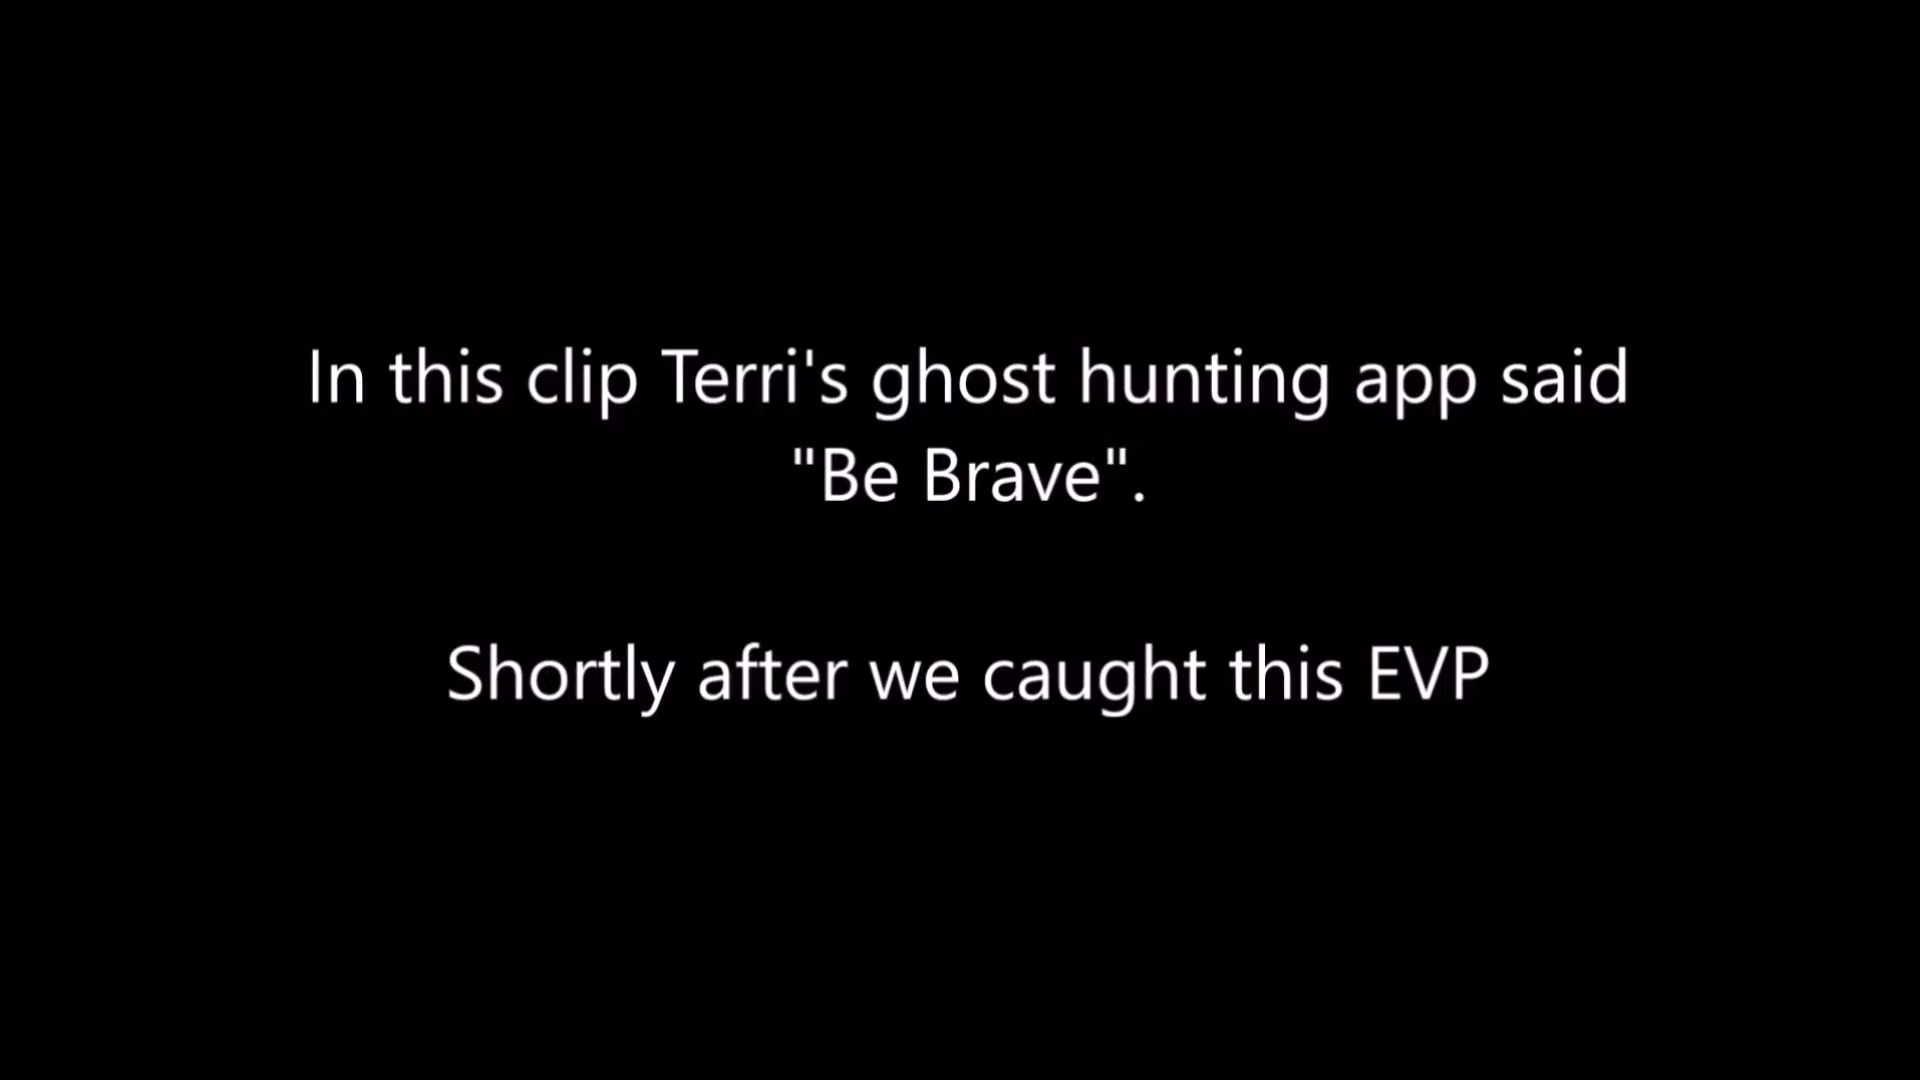 In this clip Terri's ghost hunting app said
"Be Brave".
Shortly after we caught this EVP